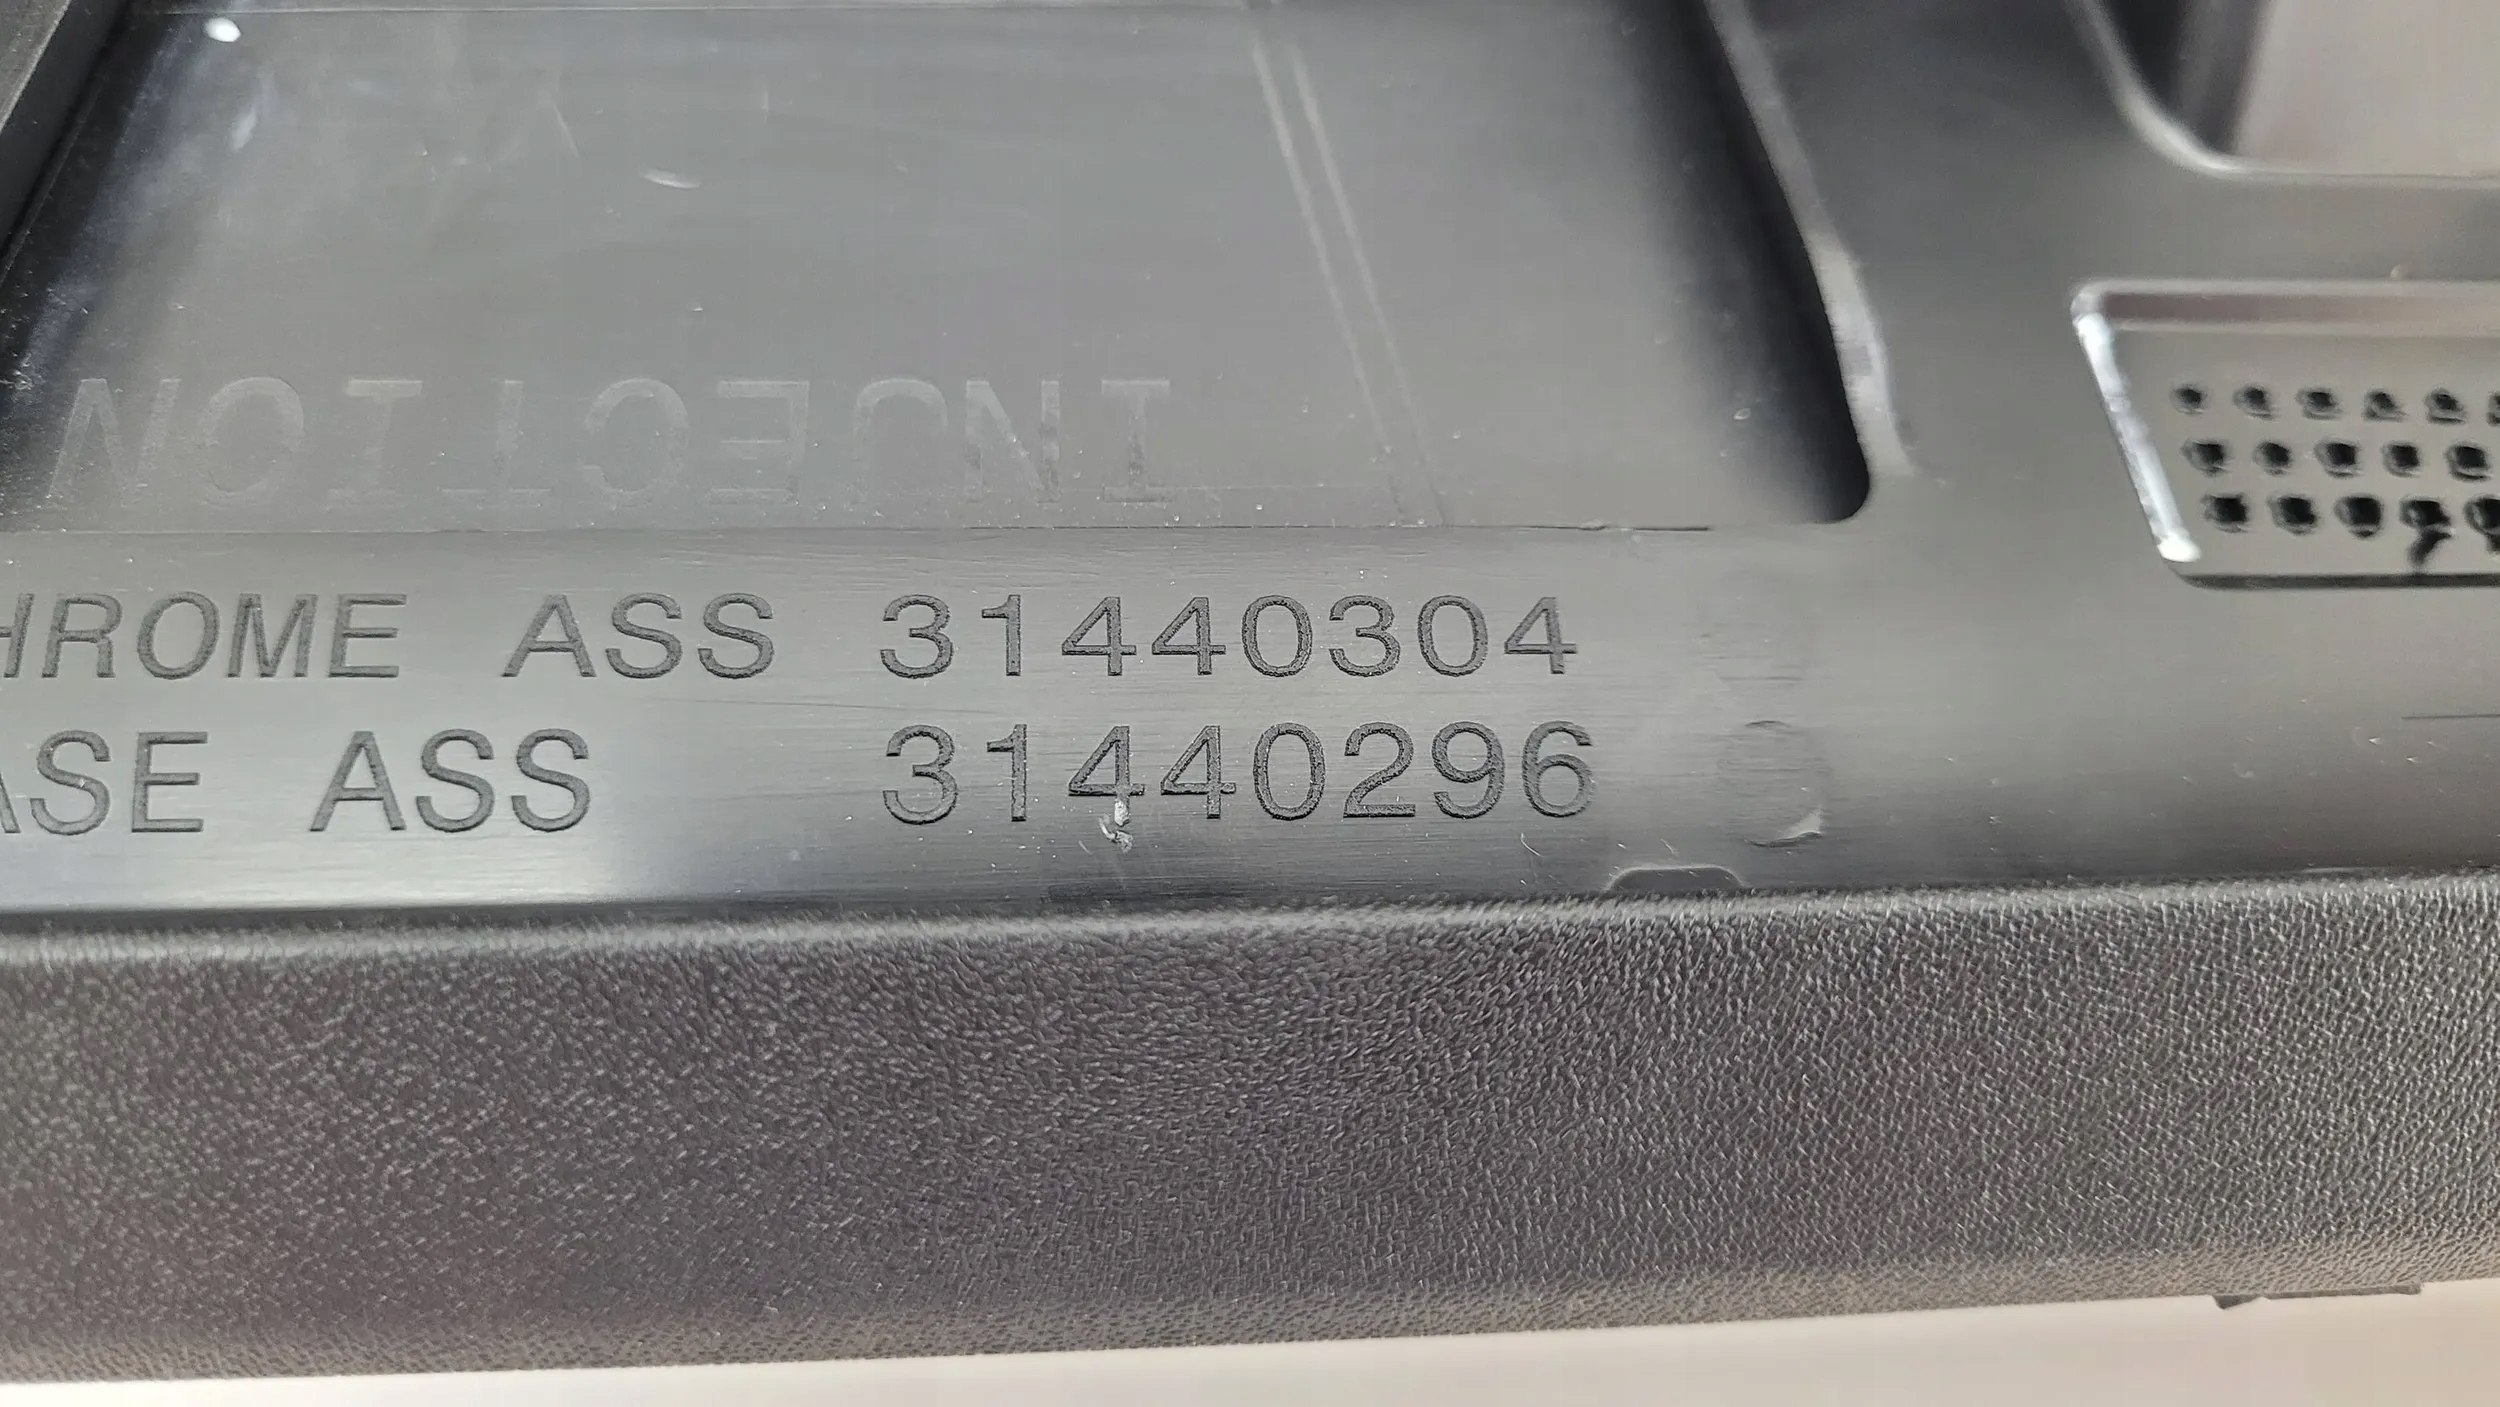 INJECTION
HROME ASS 31440304
ASE ASS 31440296